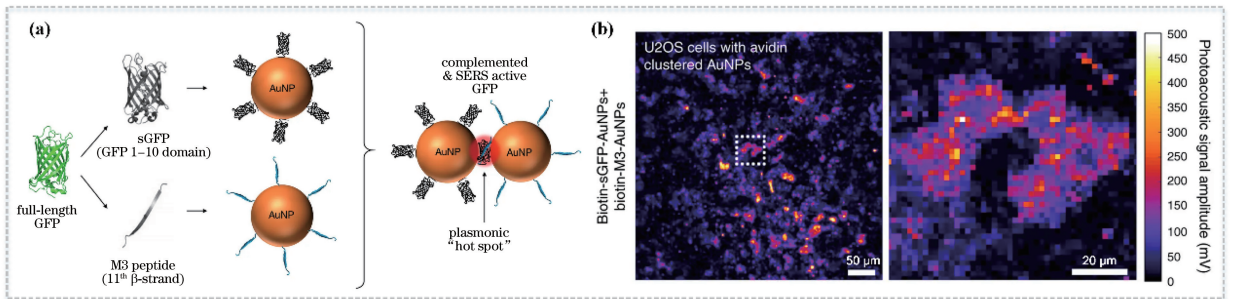 (a)
full-length
GFP
sGFP
(GFP 1–10 domain)
M3 peptide
(11th β-strand)
AuNP
AuNP
complemented
& SERS active
GFP
AuNP
AuNP
plasmonic
“hot spot”
(b)
Biotin-sGFP-AuNPs+
biotin-M3-AuNPs
U2OS cells with avidin
clustered AuNPs
50 μm
20 μm
500
450
400
350
300
250
200
150
100
50
0
Photoacoustic signal amplitude (mV)